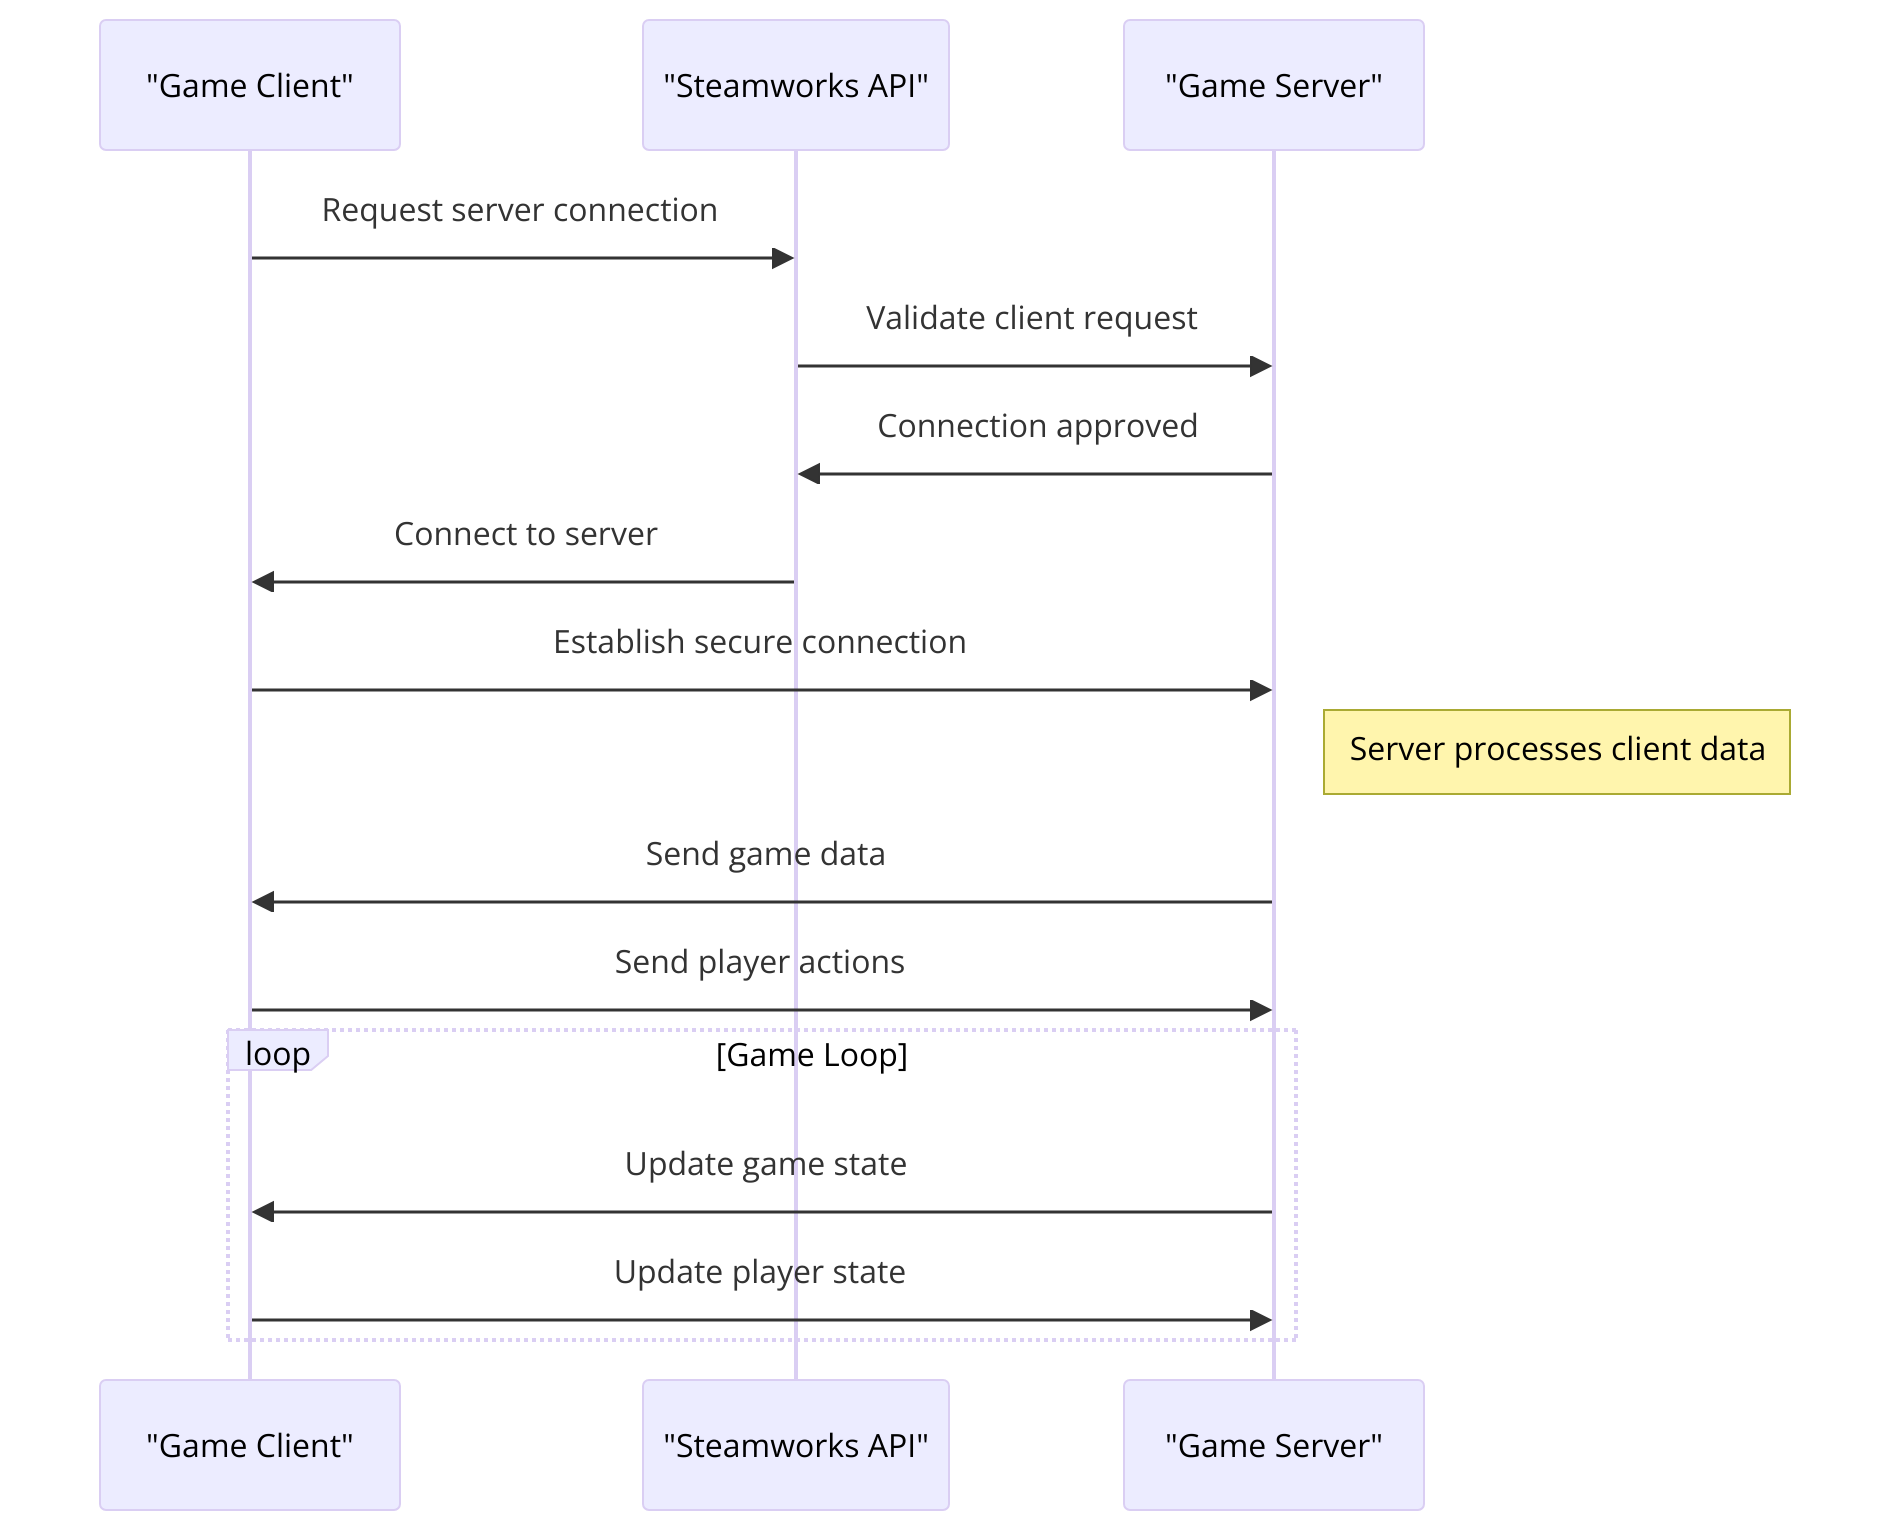 "Game Client"
"Steamworks API"
"Game Server"
Request server connection
Validate client request
Connection approved
Connect to server
Establish secure connection
Server processes client data
Send game data
Send player actions
loop
[Game Loop]
Update game state
Update player state
"Game Client"
"Steamworks API"
"Game Server"